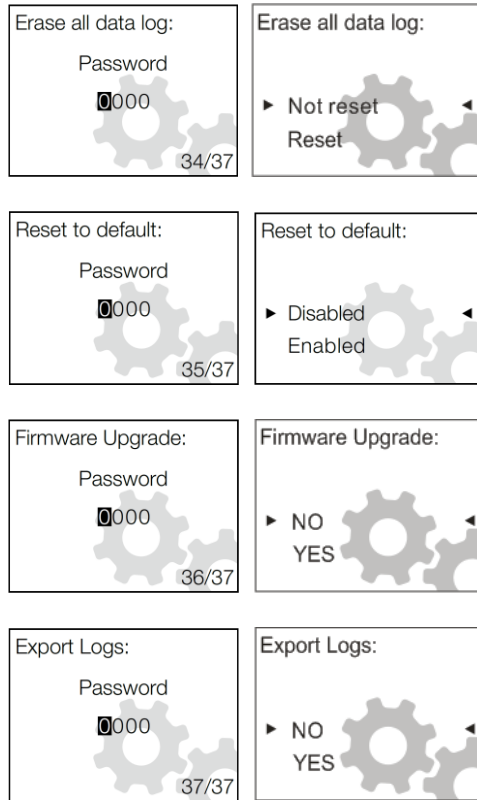 Erase all data log:
Password
0000
34/37
Erase all data log:
Not reset
Reset
Reset to default:
Password
0000
35/37
Reset to default:
Disabled
Enabled
Firmware Upgrade:
Password
0000
36/37
Firmware Upgrade:
NO
YES
Export Logs:
Password
0000
37/37
Export Logs:
NO
YES